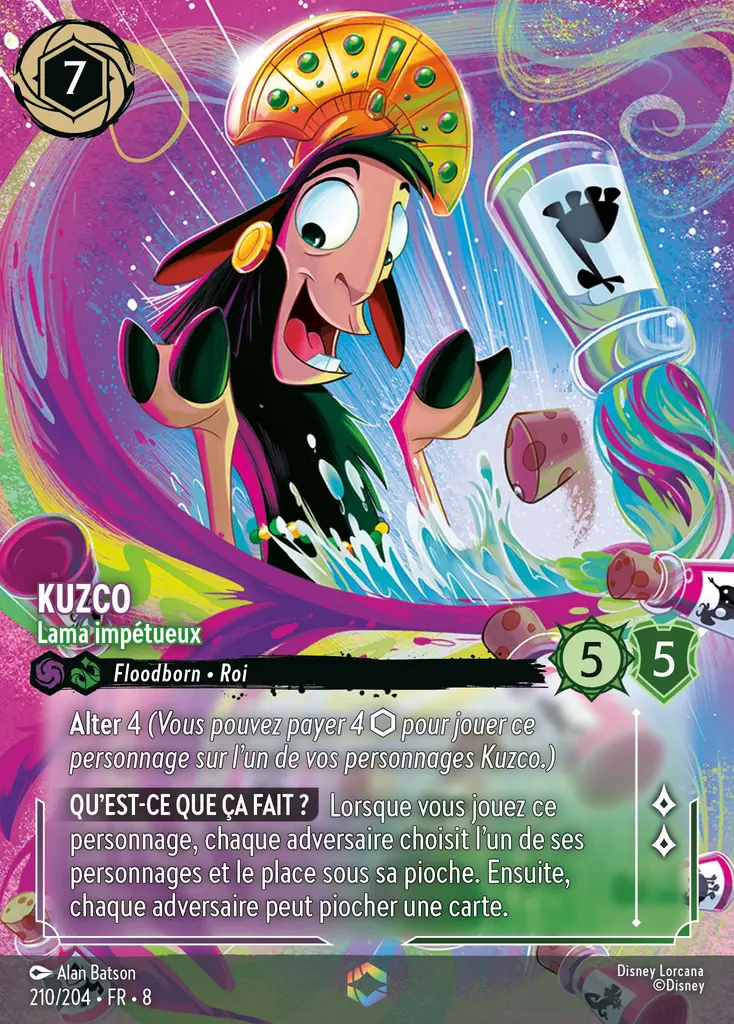 7
KUZCO
Lama impétueux
Floodborn • Roi
5
5
Alter 4 (Vous pouvez payer 4 ⬡ pour jouer ce
personnage sur l'un de vos personnages Kuzco.)
QU'EST-CE QUE ÇA FAIT ? Lorsque vous jouez ce
personnage, chaque adversaire choisit l'un de ses
personnages et le place sous sa pioche. Ensuite,
chaque adversaire peut piocher une carte.
Alan Batson
210/204 • FR • 8
Disney Lorcana
©Disney